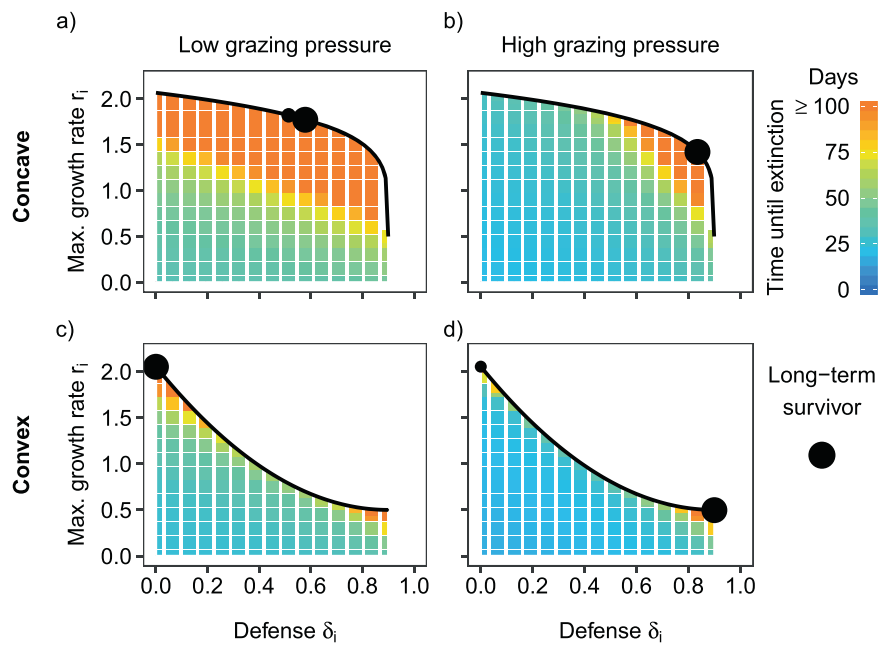 a)
Low grazing pressure
b)
High grazing pressure
Concave
Max. growth rate ri
2.0
1.5
1.0
0.5
0.0
Days
≥ 100
75
50
25
0
Time until extinction
c)
d)
Convex
Max. growth rate ri
2.0
1.5
1.0
0.5
0.0
0.0 0.2 0.4 0.6 0.8 1.0
0.0 0.2 0.4 0.6 0.8 1.0
Defense δi
Defense δi
Long−term
survivor